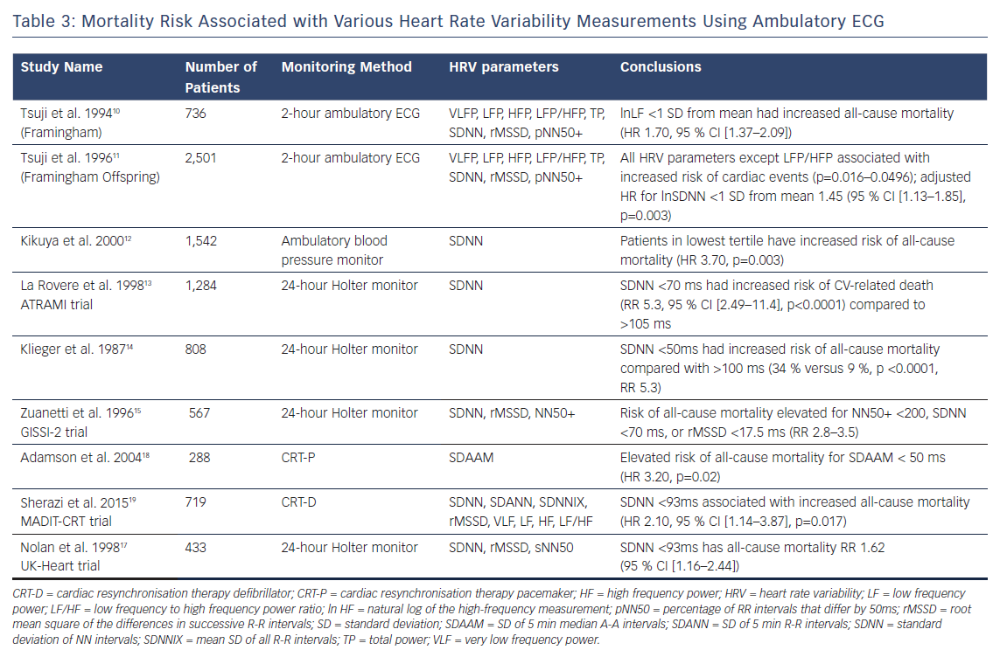 Table 3: Mortality Risk Associated with Various Heart Rate Variability Measurements Using Ambulatory ECG
Study Name Number of Patients Monitoring Method HRV parameters Conclusions
Tsuji et al. 1994¹⁰ 736 2-hour ambulatory ECG VLFP, LFP, HFP, LFP/HFP, TP, lnLF <1 SD from mean had increased all-cause mortality
(Framingham) SDNN, rMSSD, pNN50+ (HR 1.70, 95 % CI [1.37–2.09])
Tsuji et al. 1996¹¹ 2,501 2-hour ambulatory ECG VLFP, LFP, HFP, LFP/HFP, TP, All HRV parameters except LFP/HFP associated with
(Framingham Offspring) SDNN, rMSSD, pNN50+ increased risk of cardiac events (p=0.016–0.0496); adjusted
HR for lnSDNN <1 SD from mean 1.45 (95 % CI [1.13–1.85],
p=0.003)
Kikuya et al. 2000¹² 1,542 Ambulatory blood SDNN Patients in lowest tertile have increased risk of all-cause
pressure monitor mortality (HR 3.70, p=0.003)
La Rovere et al. 1998¹³ 1,284 24-hour Holter monitor SDNN SDNN <70 ms had increased risk of CV-related death
ATRAMI trial (RR 5.3, 95 % CI [2.49–11.4], p<0.0001) compared to
>105 ms
Klieger et al. 1987¹⁴ 808 24-hour Holter monitor SDNN SDNN <50ms had increased risk of all-cause mortality
compared with >100 ms (34 % versus 9 %, p <0.0001,
RR 5.3)
Zuanetti et al. 1996¹⁵ 567 24-hour Holter monitor SDNN, rMSSD, NN50+ Risk of all-cause mortality elevated for NN50+ <200, SDNN
GISSI-2 trial <70 ms, or rMSSD <17.5 ms (RR 2.8–3.5)
Adamson et al. 2004¹⁸ 288 CRT-P SDAAM Elevated risk of all-cause mortality for SDAAM < 50 ms
(HR 3.20, p=0.02)
Sherazi et al. 2015¹⁹ 719 CRT-D SDNN, SDANN, SDNNIX, SDNN <93ms associated with increased all-cause mortality
MADIT-CRT trial rMSSD, VLF, LF, HF, LF/HF (HR 2.10, 95 % CI [1.14–3.87], p=0.017)
Nolan et al. 1998¹⁷ 433 24-hour Holter monitor SDNN, rMSSD, sNN50 SDNN <93ms has all-cause mortality RR 1.62
UK-Heart trial (95 % CI [1.16–2.44])
CRT-D = cardiac resynchronisation therapy defibrillator; CRT-P = cardiac resynchronisation therapy pacemaker; HF = high frequency power; HRV = heart rate variability; LF = low frequency
power; LF/HF = low frequency to high frequency power ratio; ln HF = natural log of the high-frequency measurement; pNN50 = percentage of RR intervals that differ by 50ms; rMSSD = root
mean square of the differences in successive R-R intervals; SD = standard deviation; SDAAM = SD of 5 min median A-A intervals; SDANN = SD of 5 min R-R intervals; SDNN = standard
deviation of NN intervals; SDNNIX = mean SD of all R-R intervals; TP = total power; VLF = very low frequency power.